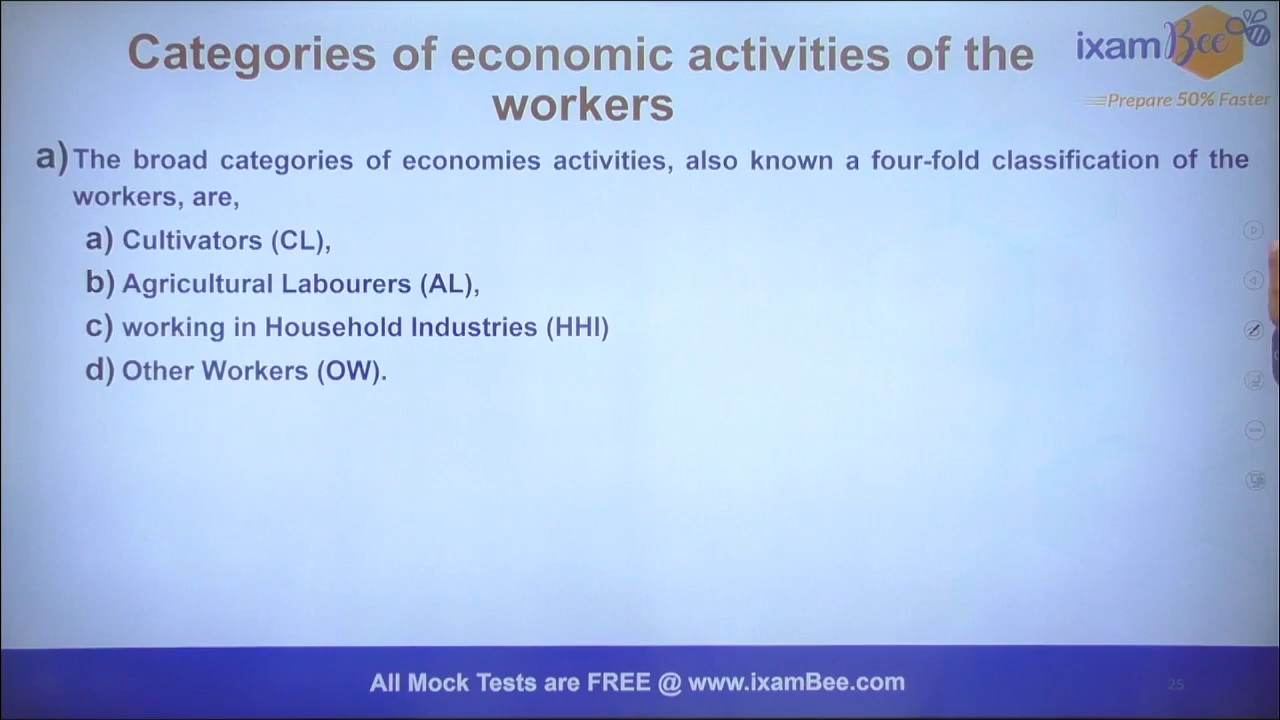 Categories of economic activities of the
workers
ixamBee
Prepare 50% Faster
a) The broad categories of economies activities, also known a four-fold classification of the
workers, are,
a) Cultivators (CL),
b) Agricultural Labourers (AL),
c) working in Household Industries (HHI)
d) Other Workers (OW).
All Mock Tests are FREE @ www.ixamBee.com
25